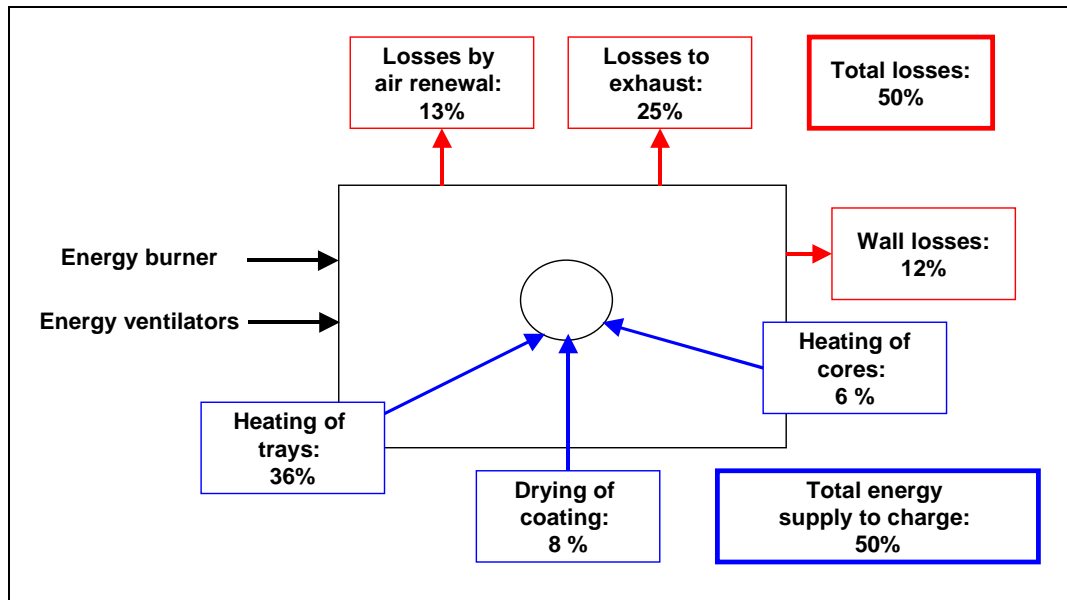 Losses by
air renewal:
13%
Losses to
exhaust:
25%
Total losses:
50%
Energy burner
Energy ventilators
Wall losses:
12%
Heating of
cores:
6 %
Heating of
trays:
36%
Drying of
coating:
8 %
Total energy
supply to charge:
50%